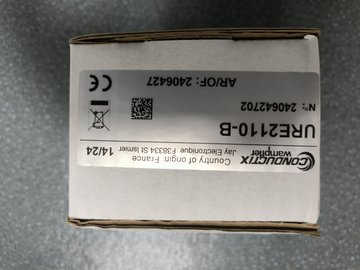 CONDUCTIX
wampfler
Country of origin: France
Jay Electronique F38334 St Ismier
14/24
URE2110-B
N°: 240642702
AR/OF: 2406427
CE